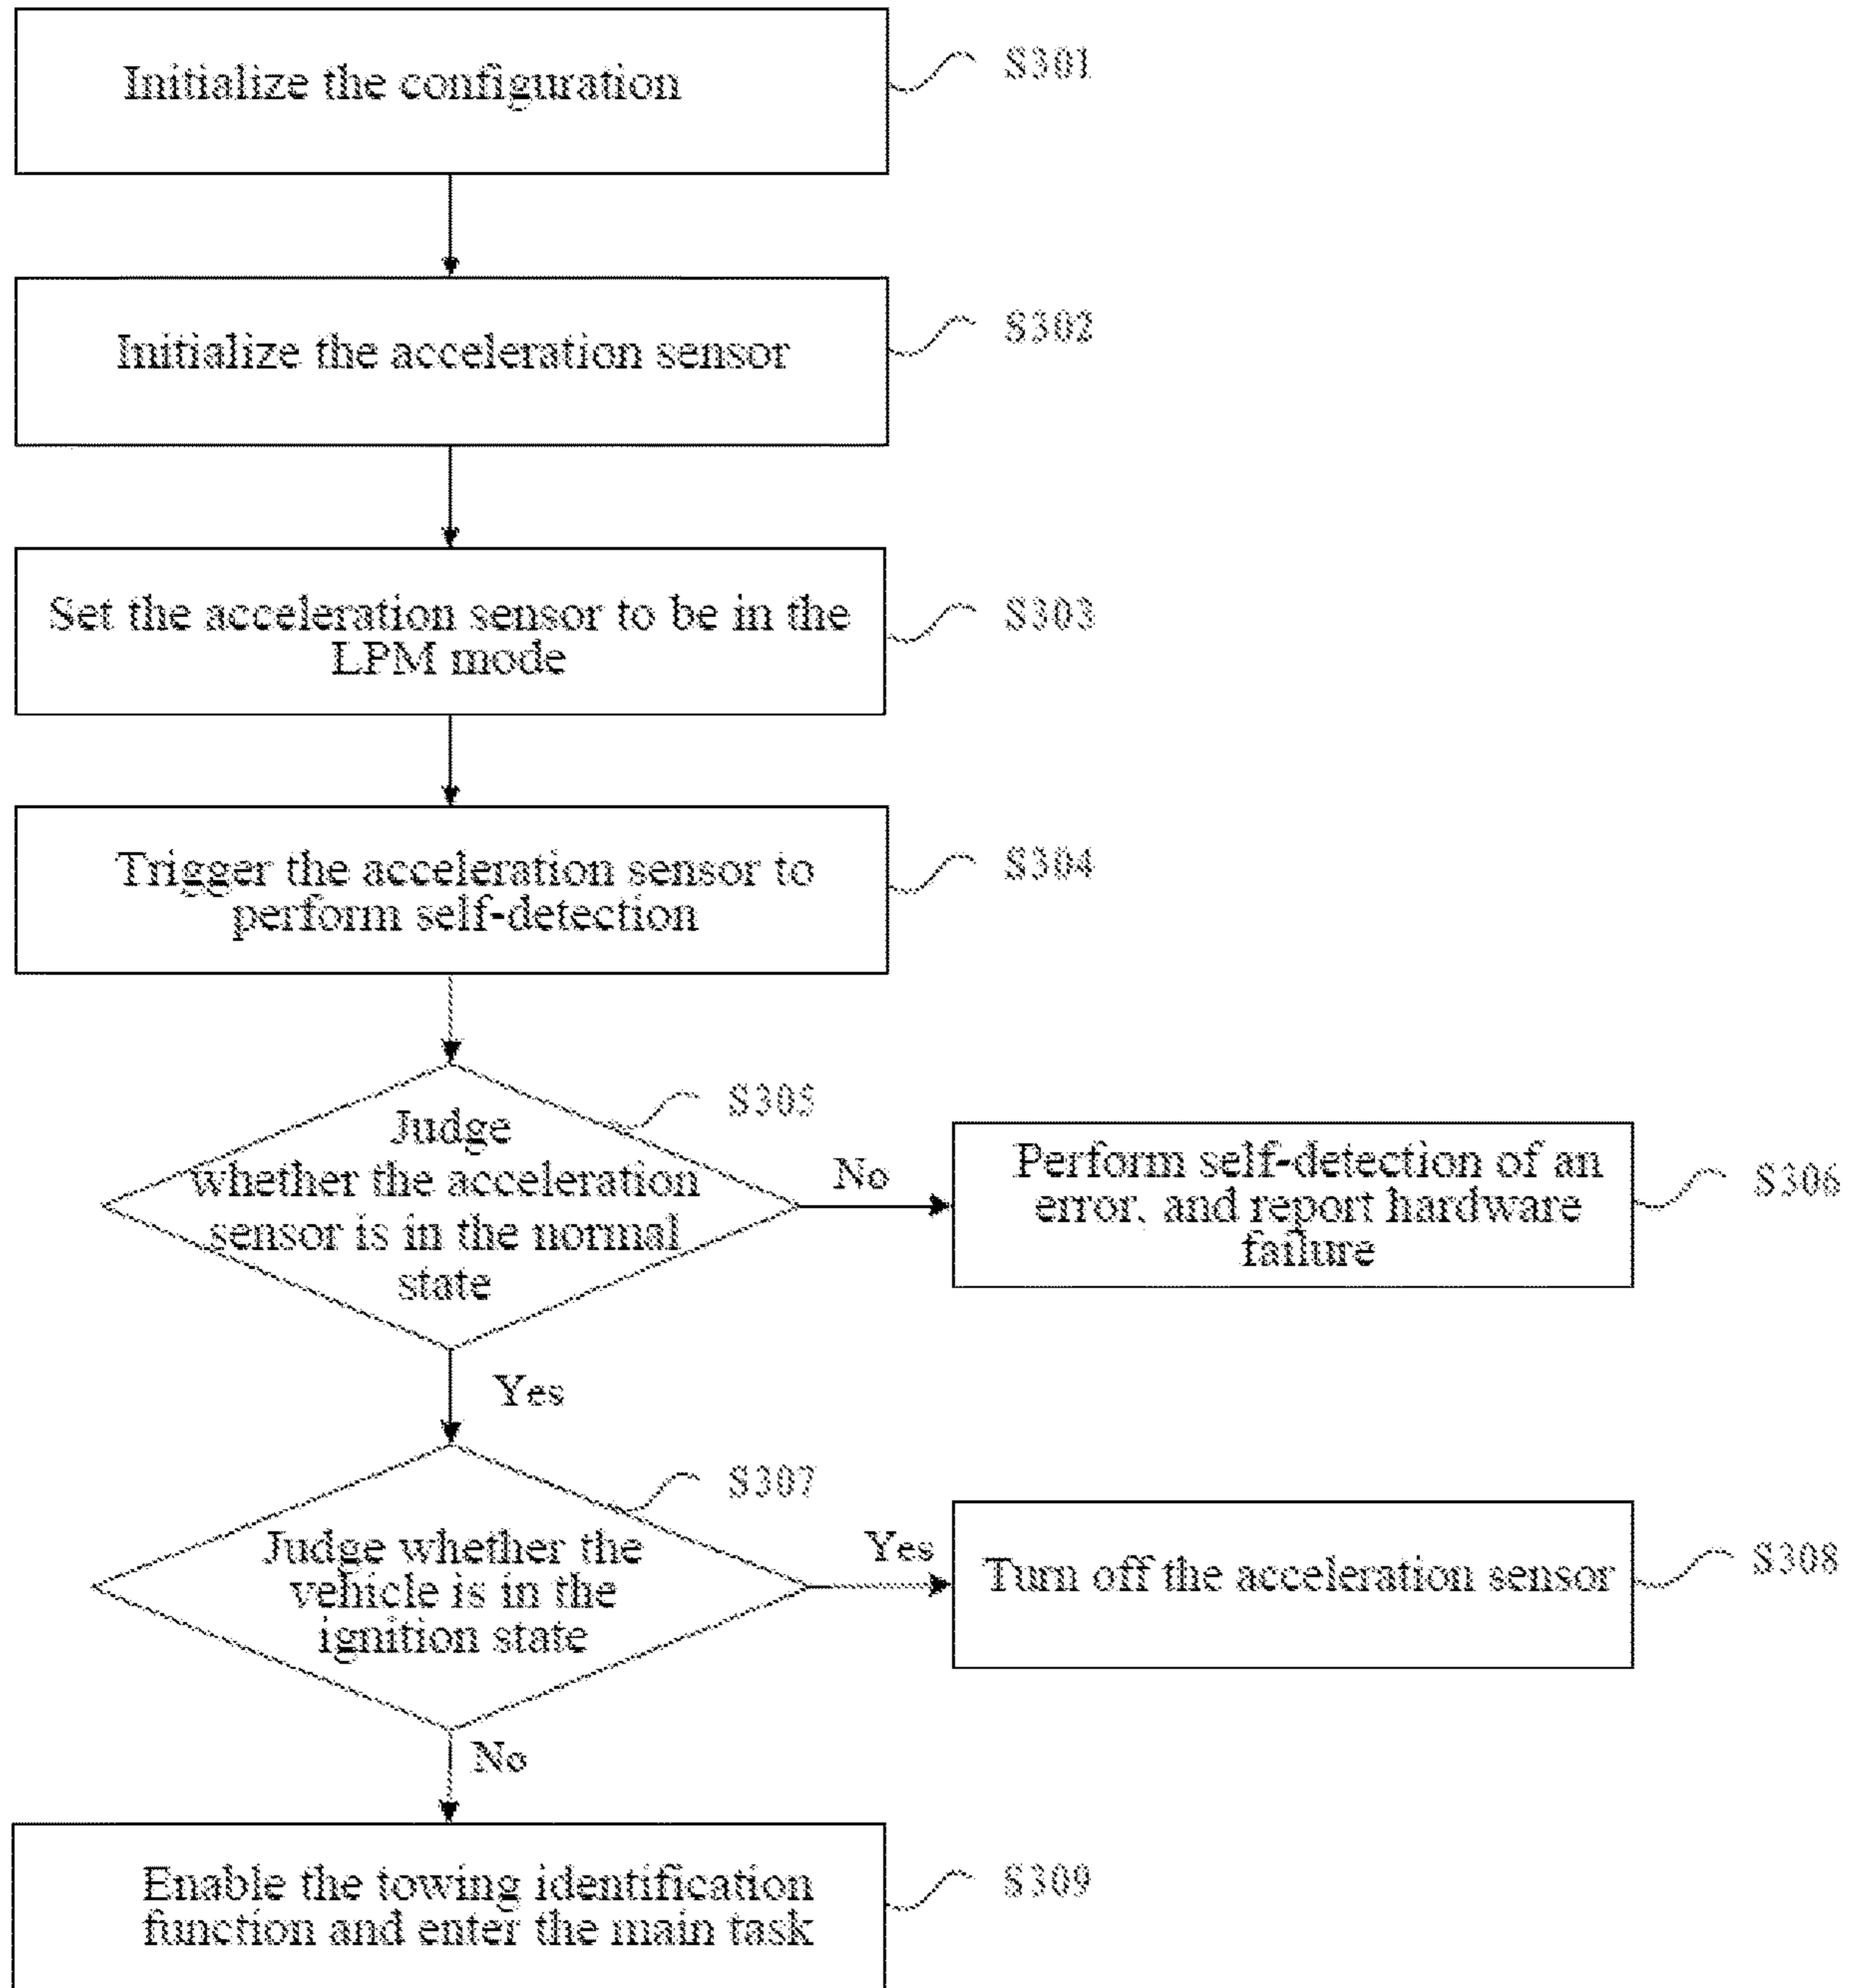 Initialize the configuration
S301
Initialize the acceleration sensor
S302
Set the acceleration sensor to be in the
LPM mode
S303
Trigger the acceleration sensor to
perform self-detection
S304
Judge
whether the acceleration
sensor is in the normal
state
S305
No
Perform self-detection of an
error, and report hardware
failure
S306
Yes
Judge whether the
vehicle is in the
ignition state
S307
Yes
Turn off the acceleration sensor
S308
No
Enable the towing identification
function and enter the main task
S309